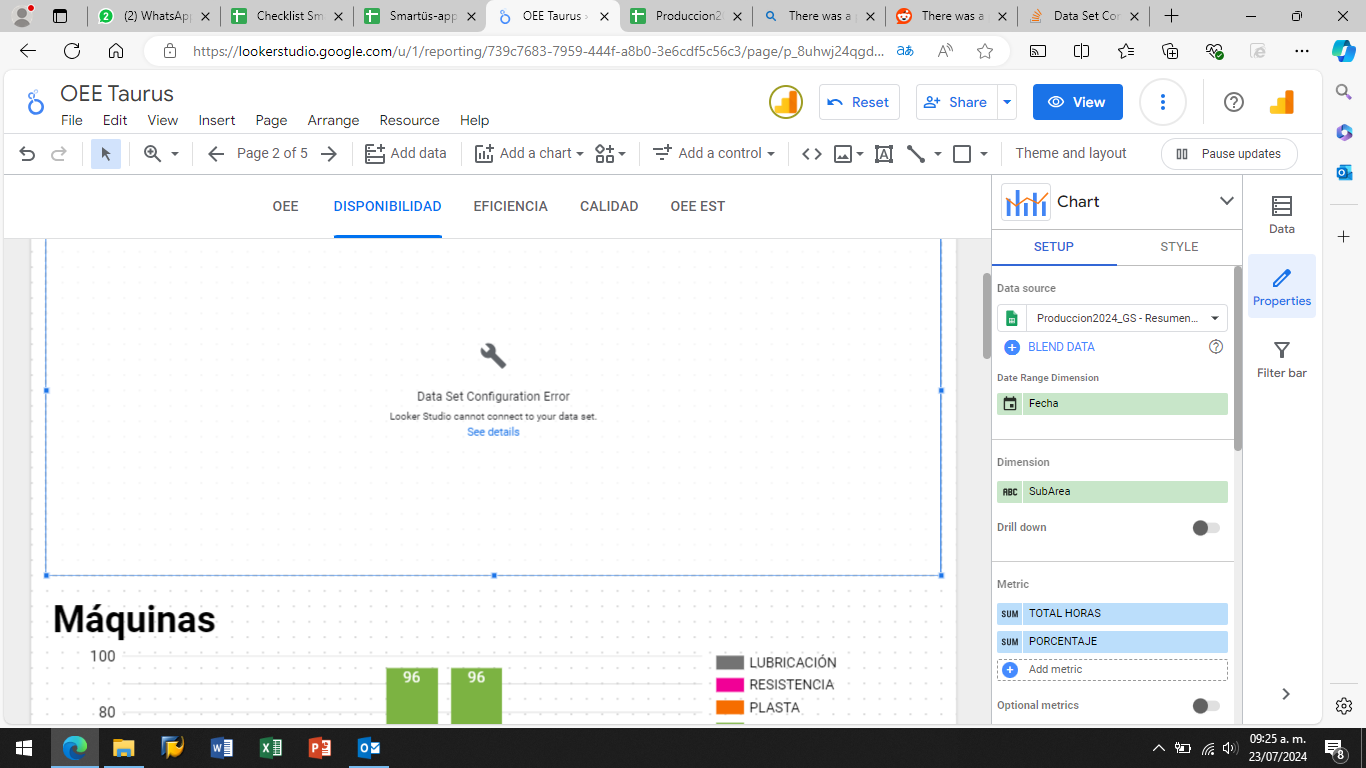 (2) WhatsAp
Checklist Sm
Smartüs-app
OEE Taurus
Produccion2
There was a
There was a
Data Set Cor
https://lookerstudio.google.com/u/1/reporting/739c7683-7959-444f-a8b0-3e6cdf5c56c3/page/p_8uhwj24qgd...
OEE Taurus
File Edit View Insert Page Arrange Resource Help
Reset
Share
View
Page 2 of 5
Add data
Add a chart
Add a control
Theme and layout
Pause updates
OEE
DISPONIBILIDAD
EFICIENCIA
CALIDAD
OEE EST
Data Set Configuration Error
Looker Studio cannot connect to your data set.
See details
Máquinas
100
80
96
96
LUBRICACIÓN
RESISTENCIA
PLASTA
Chart
SETUP
STYLE
Data source
Produccion2024_GS - Resumen...
BLEND DATA
Date Range Dimension
Fecha
Dimension
ABC SubArea
Drill down
Metric
SUM TOTAL HORAS
SUM PORCENTAJE
Add metric
Optional metrics
Data
Properties
Filter bar
09:25 a. m.
23/07/2024
8